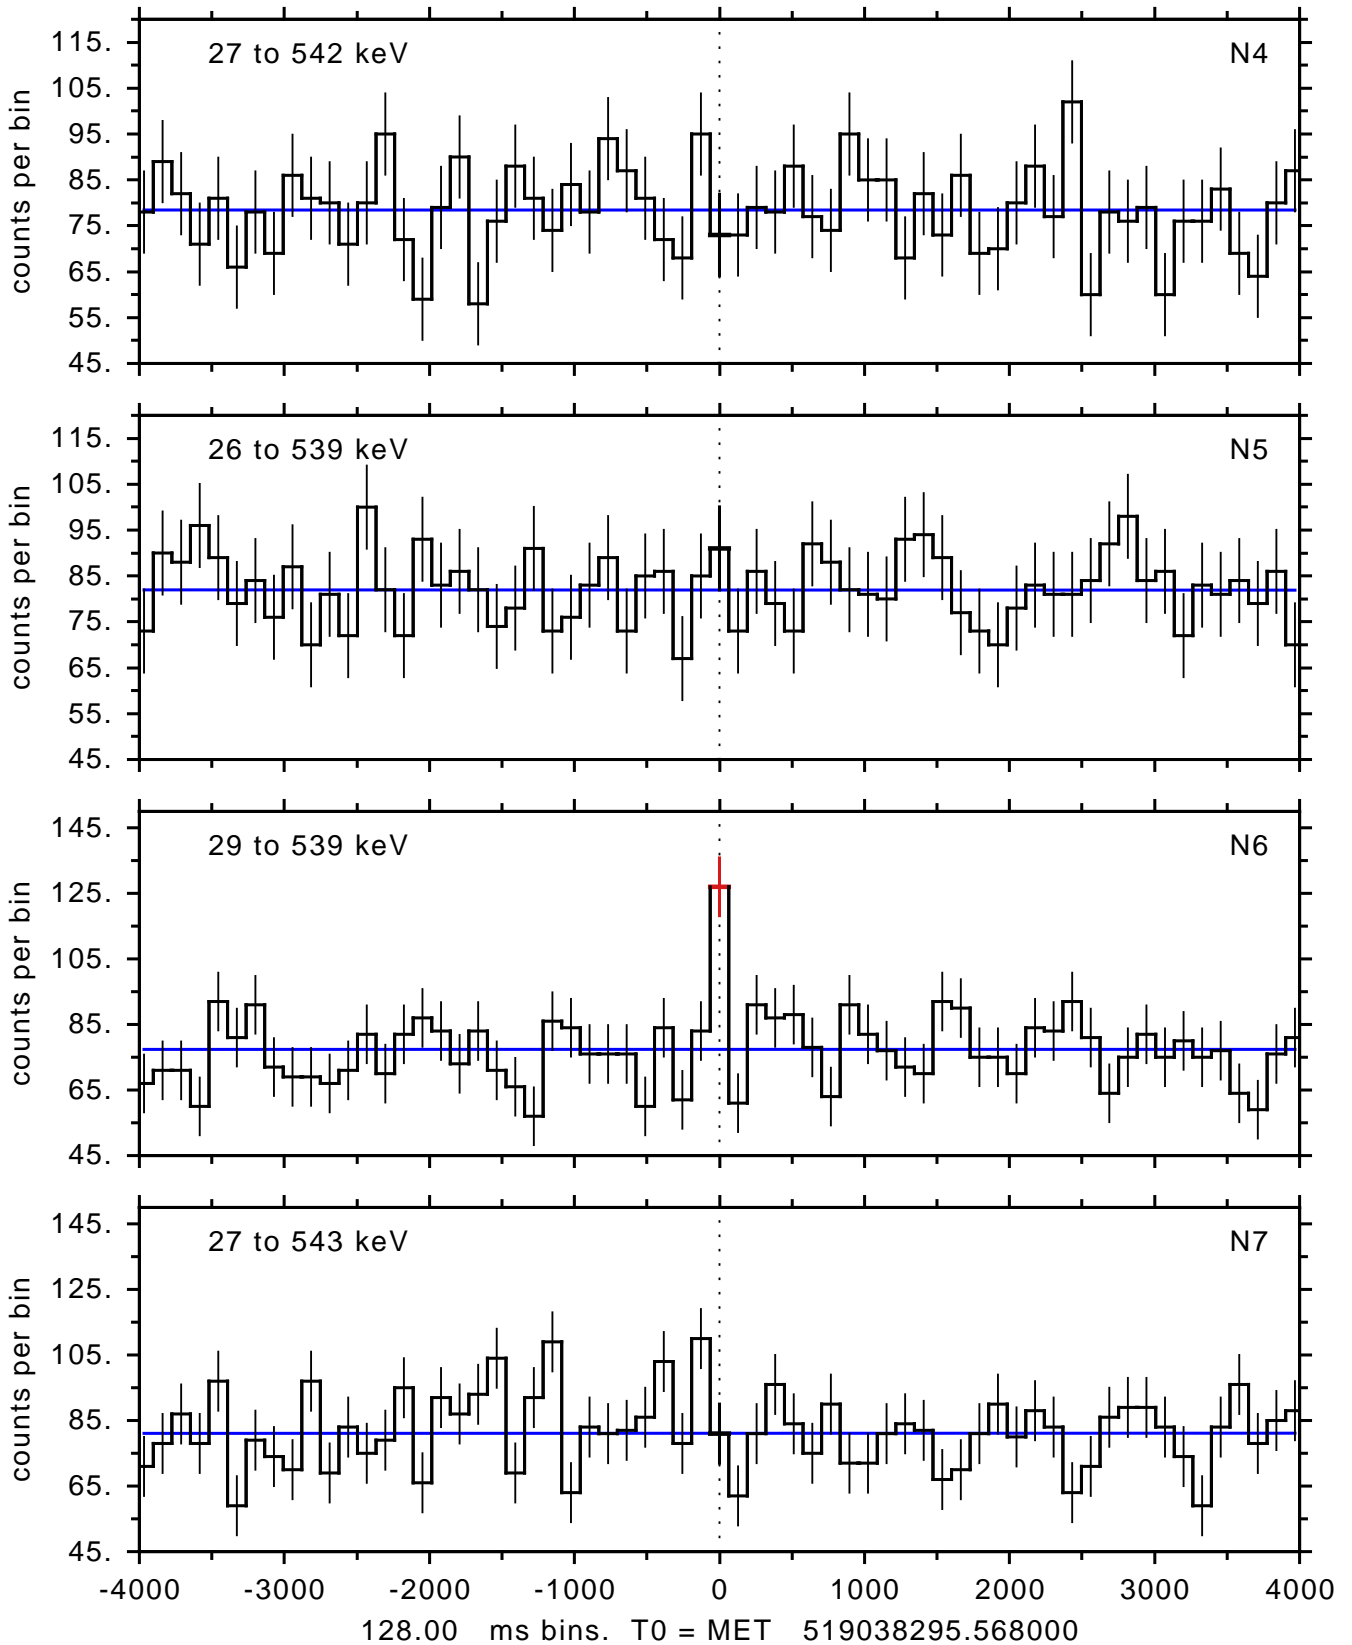 27 to 542 keV N4
115.
105.
95.
85.
75.
65.
55.
45.
counts per bin
26 to 539 keV N5
115.
105.
95.
85.
75.
65.
55.
45.
counts per bin
29 to 539 keV N6
145.
125.
105.
85.
65.
45.
counts per bin
27 to 543 keV N7
145.
125.
105.
85.
65.
45.
counts per bin
-4000 -3000 -2000 -1000 0 1000 2000 3000 4000
128.00 ms bins. T0 = MET 519038295.568000